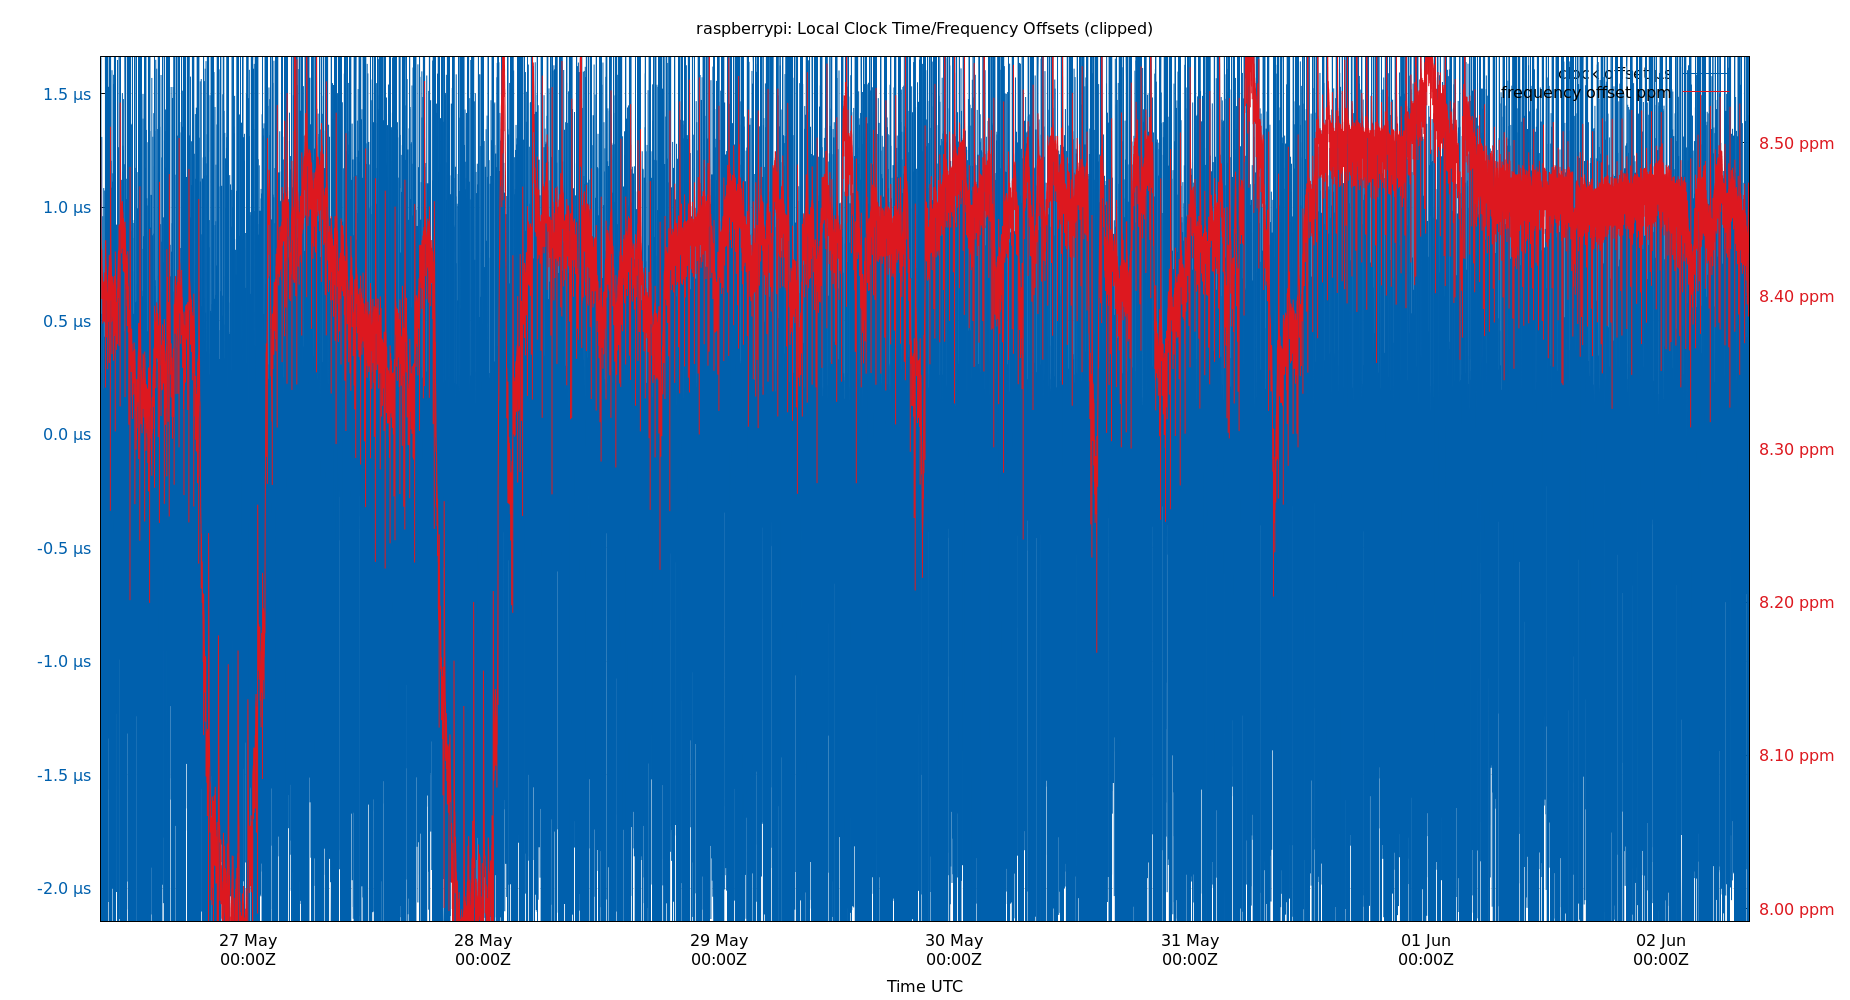 raspberrypi: Local Clock Time/Frequency Offsets (clipped)
clock offset µs
frequency offset ppm
1.5 µs
1.0 µs
0.5 µs
0.0 µs
-0.5 µs
-1.0 µs
-1.5 µs
-2.0 µs
8.50 ppm
8.40 ppm
8.30 ppm
8.20 ppm
8.10 ppm
8.00 ppm
27 May
00:00Z
28 May
00:00Z
29 May
00:00Z
30 May
00:00Z
31 May
00:00Z
01 Jun
00:00Z
02 Jun
00:00Z
Time UTC